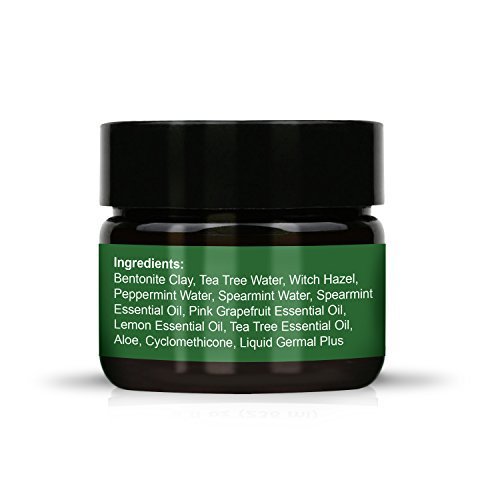 Ingredients:
Bentonite Clay, Tea Tree Water, Witch Hazel,
Peppermint Water, Spearmint Water, Spearmint
Essential Oil, Pink Grapefruit Essential Oil,
Lemon Essential Oil, Tea Tree Essential Oil,
Aloe, Cyclomethicone, Liquid Germal Plus